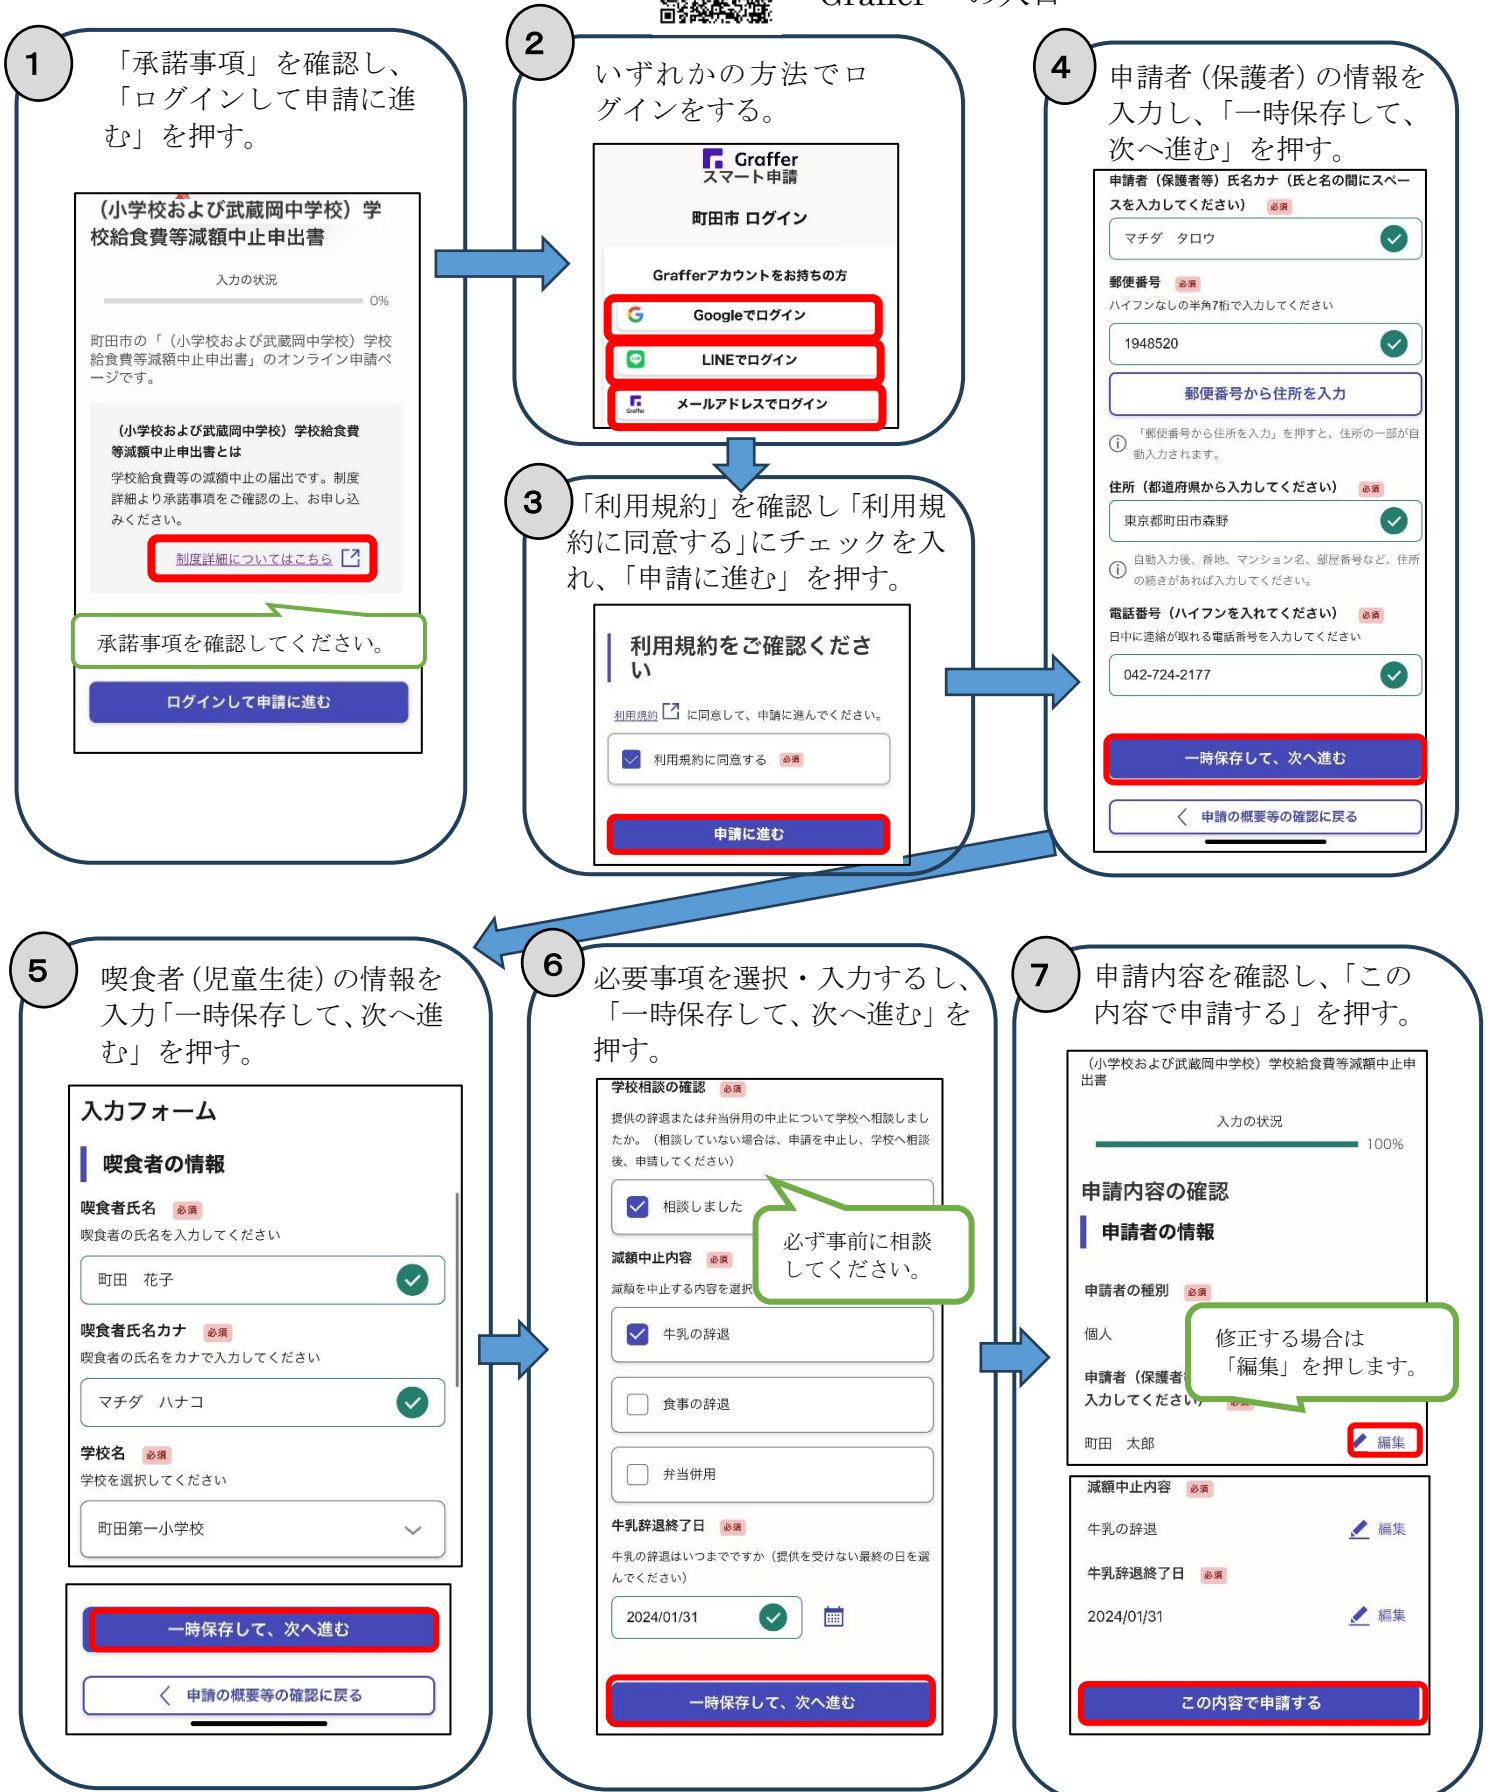 1
「承諾事項」を確認し、
「ログインして申請に進
む」を押す。
(小学校および武蔵岡中学校)学
校給食費等減額中止申出書
入力の状況
0%
町田市の「(小学校および武蔵岡中学校)学校
給食費等減額中止申出書」のオンライン申請ペ
ージです。
(小学校および武蔵岡中学校)学校給食費
等減額中止申出書とは
学校給食費等の減額中止の届出です。制度
詳細より承諾事項をご確認の上、お申し込
みください。
制度詳細についてはこちら
承諾事項を確認してください。
ログインして申請に進む
2
いずれかの方法でロ
グインをする。
Graffer
スマート申請
町田市 ログイン
Grafferアカウントをお持ちの方
Googleでログイン
LINEでログイン
Graffer
メールアドレスでログイン
3
「利用規約」を確認し「利用規
約に同意する」にチェックを入
れ、「申請に進む」を押す。
利用規約をご確認くださ
い
利用規約 に同意して、申請に進んでください。
利用規約に同意する 必須
申請に進む
4
申請者(保護者)の情報を
入力し、「一時保存して、
次へ進む」を押す。
申請者(保護者等)氏名カナ(氏と名の間にスペー
スを入力してください) 必須
マチダ タロウ
郵便番号 必須
ハイフンなしの半角7桁で入力してください
1948520
郵便番号から住所を入力
「郵便番号から住所を入力」を押すと、住所の一部が自
動入力されます。
住所(都道府県から入力してください) 必須
東京都町田市森野
自動入力後、番地、マンション名、部屋番号など、住所
の続きがあれば入力してください。
電話番号(ハイフンを入れてください) 必須
日中に連絡が取れる電話番号を入力してください
042-724-2177
一時保存して、次へ進む
申請の概要等の確認に戻る
5
喫食者(児童生徒)の情報を
入力「一時保存して、次へ進
む」を押す。
入力フォーム
喫食者の情報
喫食者氏名 必須
喫食者の氏名を入力してください
町田 花子
喫食者氏名カナ 必須
喫食者の氏名をカナで入力してください
マチダ ハナコ
学校名 必須
学校を選択してください
町田第一小学校
一時保存して、次へ進む
申請の概要等の確認に戻る
6
必要事項を選択・入力するし、
「一時保存して、次へ進む」を
押す。
学校相談の確認 必須
提供の辞退または弁当併用の中止について学校へ相談しまし
たか。(相談していない場合は、申請を中止し、学校へ相談
後、申請してください)
相談しました
必ず事前に相談
してください。
減額中止内容 必須
減額を中止する内容を選択
牛乳の辞退
食事の辞退
弁当併用
牛乳辞退終了日 必須
牛乳の辞退はいつまでですか(提供を受けない最終の日を選
んでください)
2024/01/31
一時保存して、次へ進む
7
申請内容を確認し、「この
内容で申請する」を押す。
(小学校および武蔵岡中学校)学校給食費等減額中止申
出書
入力の状況
100%
申請内容の確認
申請者の情報
申請者の種別 必須
個人
修正する場合は
「編集」を押します。
申請者(保護者
入力してください)
町田 太郎
編集
減額中止内容 必須
牛乳の辞退
編集
牛乳辞退終了日 必須
2024/01/31
編集
この内容で申請する